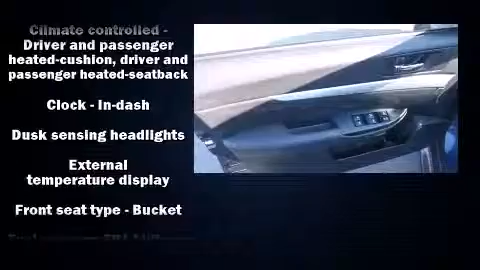 Climate controlled -
Driver and passenger
heated-cushion, driver and
passenger heated-seatback
Clock - In-dash
Dusk sensing headlights
External
temperature display
Front seat type - Bucket